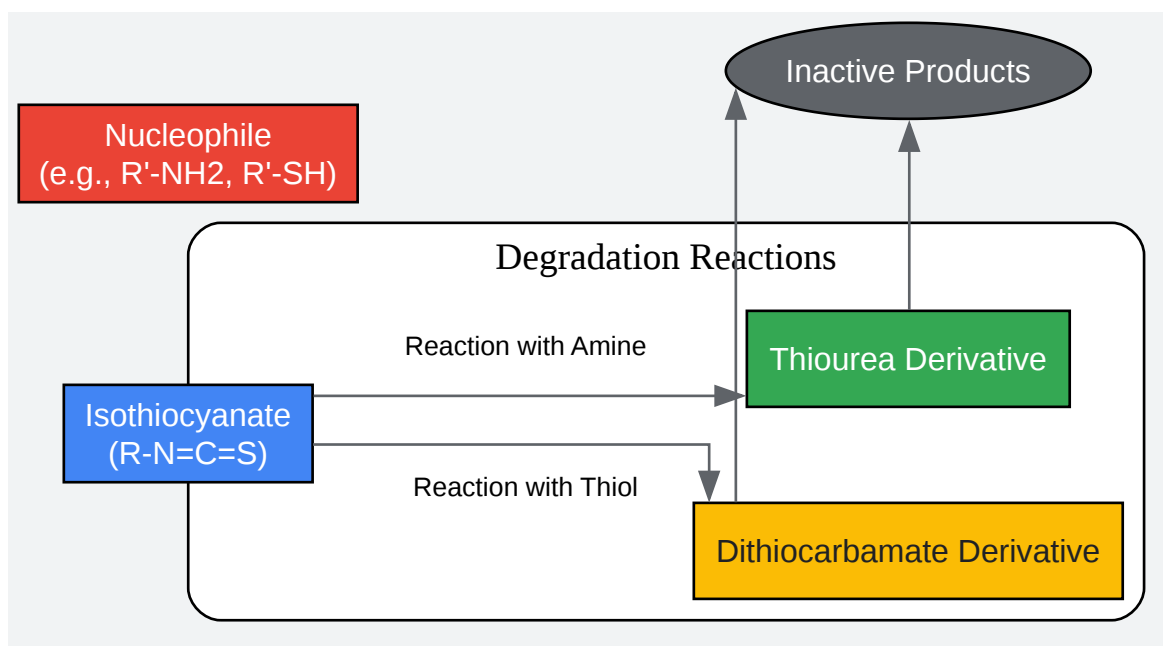 Inactive Products
Nucleophile
(e.g., R'-NH2, R'-SH)
Degradation Reactions
Reaction with Amine
Thiourea Derivative
Isothiocyanate
(R-N=C=S)
Reaction with Thiol
Dithiocarbamate Derivative